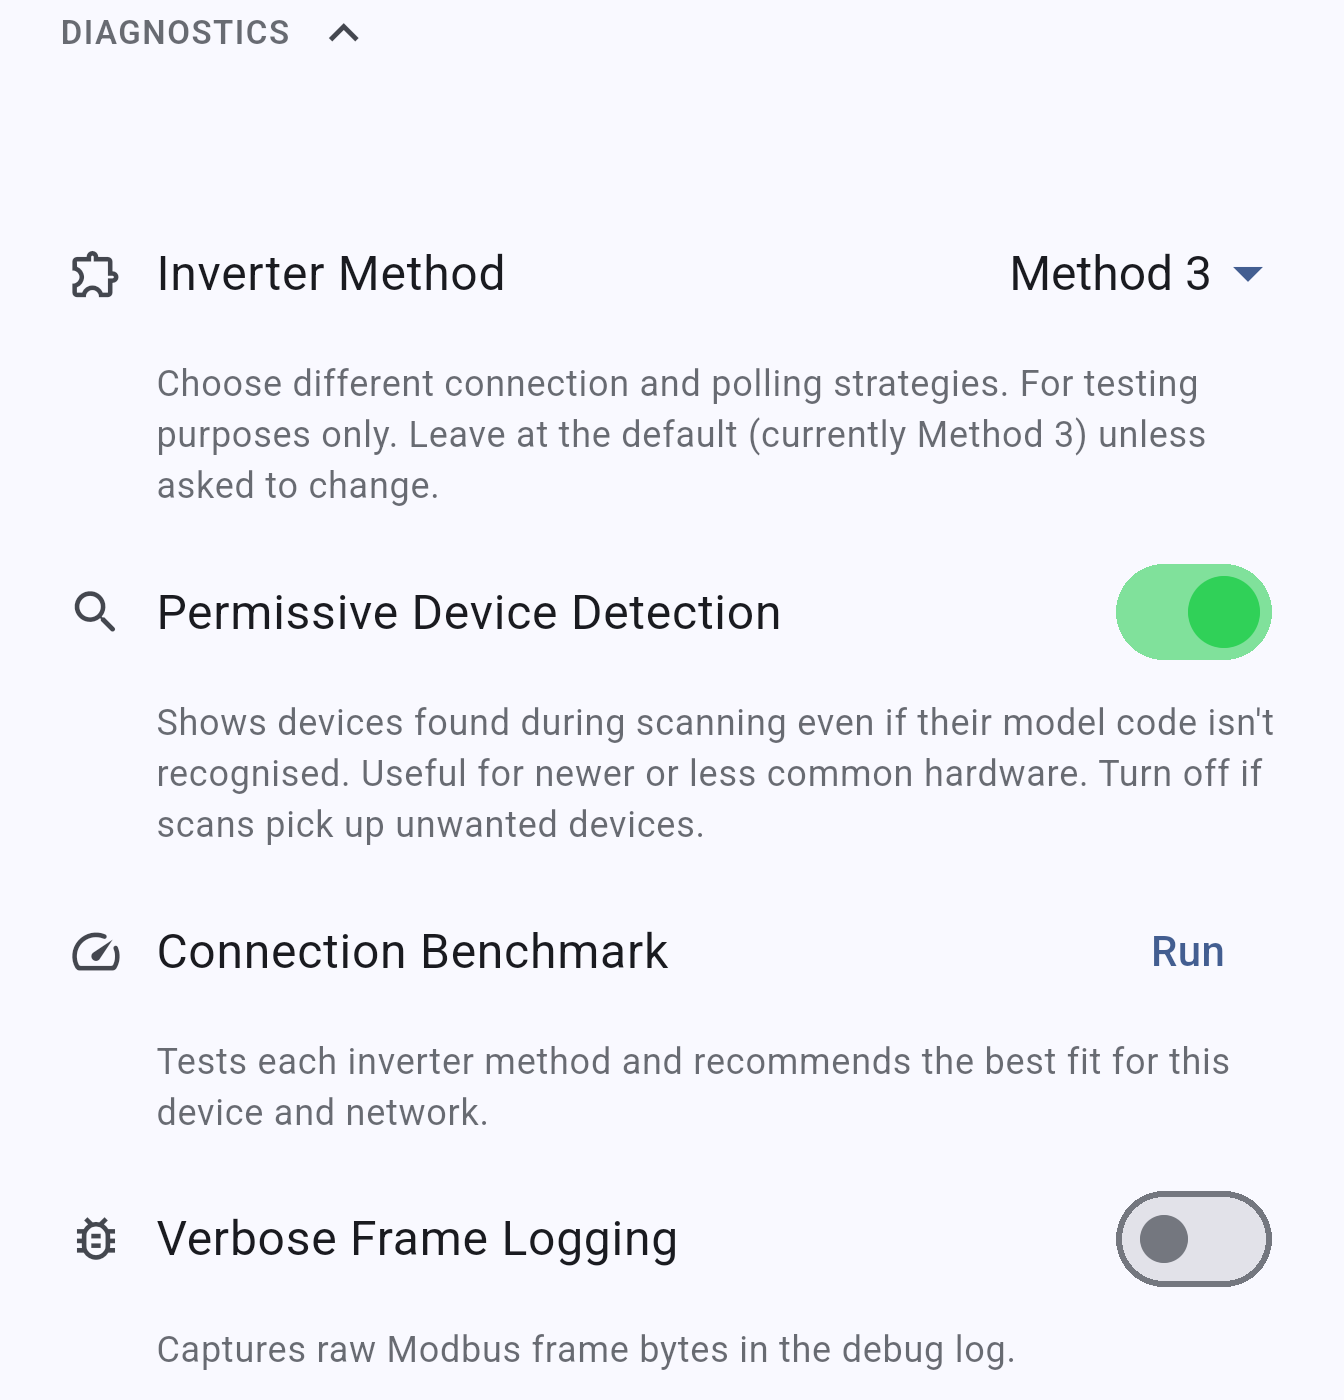 DIAGNOSTICS
Inverter Method
Method 3
Choose different connection and polling strategies. For testing
purposes only. Leave at the default (currently Method 3) unless
asked to change.
Permissive Device Detection
Shows devices found during scanning even if their model code isn't
recognised. Useful for newer or less common hardware. Turn off if
scans pick up unwanted devices.
Connection Benchmark
Run
Tests each inverter method and recommends the best fit for this
device and network.
Verbose Frame Logging
Captures raw Modbus frame bytes in the debug log.